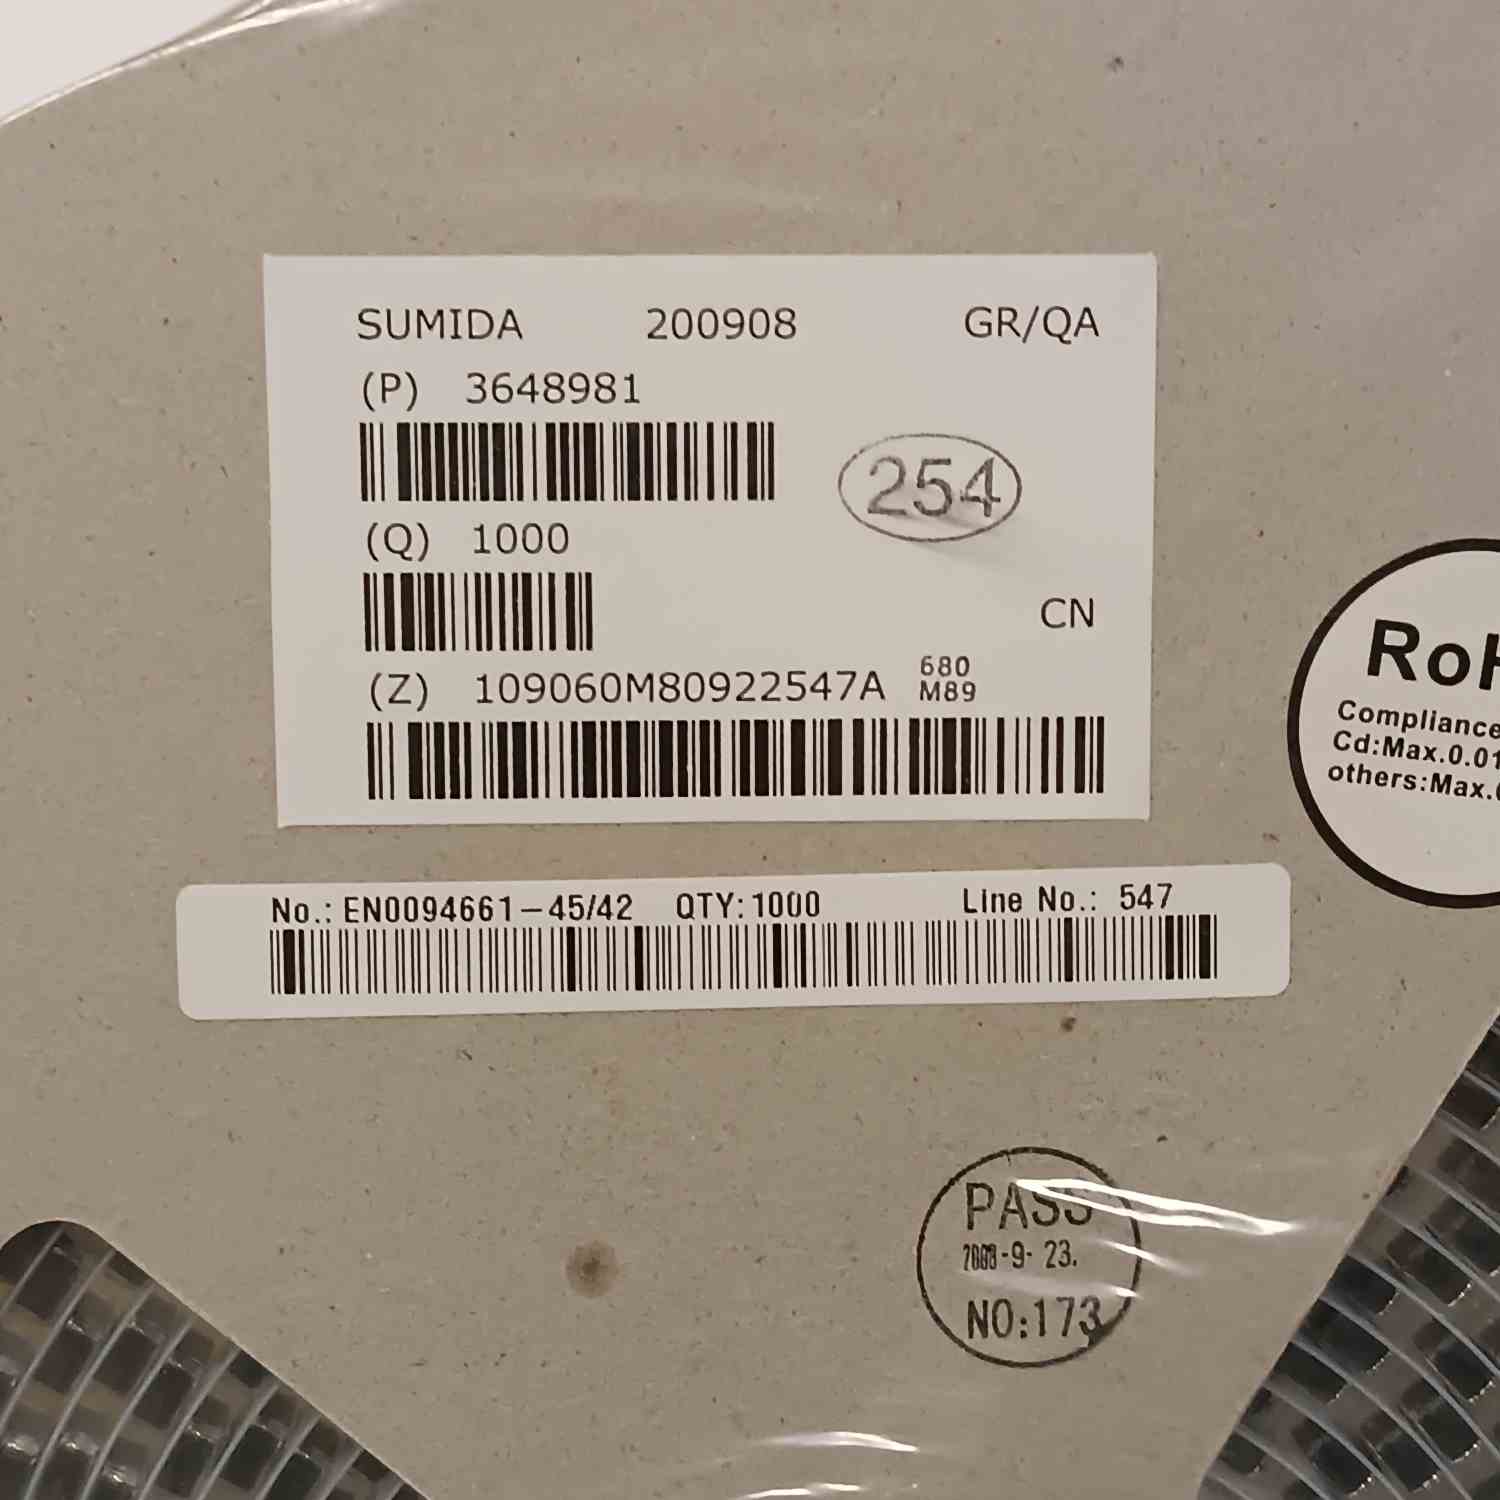 SUMIDA 200908 GR/QA
(P) 3648981
254
(Q) 1000
CN
(Z) 109060M80922547A 680
M89
RoH
Compliance
Cd:Max.0.01
others:Max.
No.: EN0094661-45/42 QTY: 1000 Line No.: 547
PASS
-9- 23.
NO:173